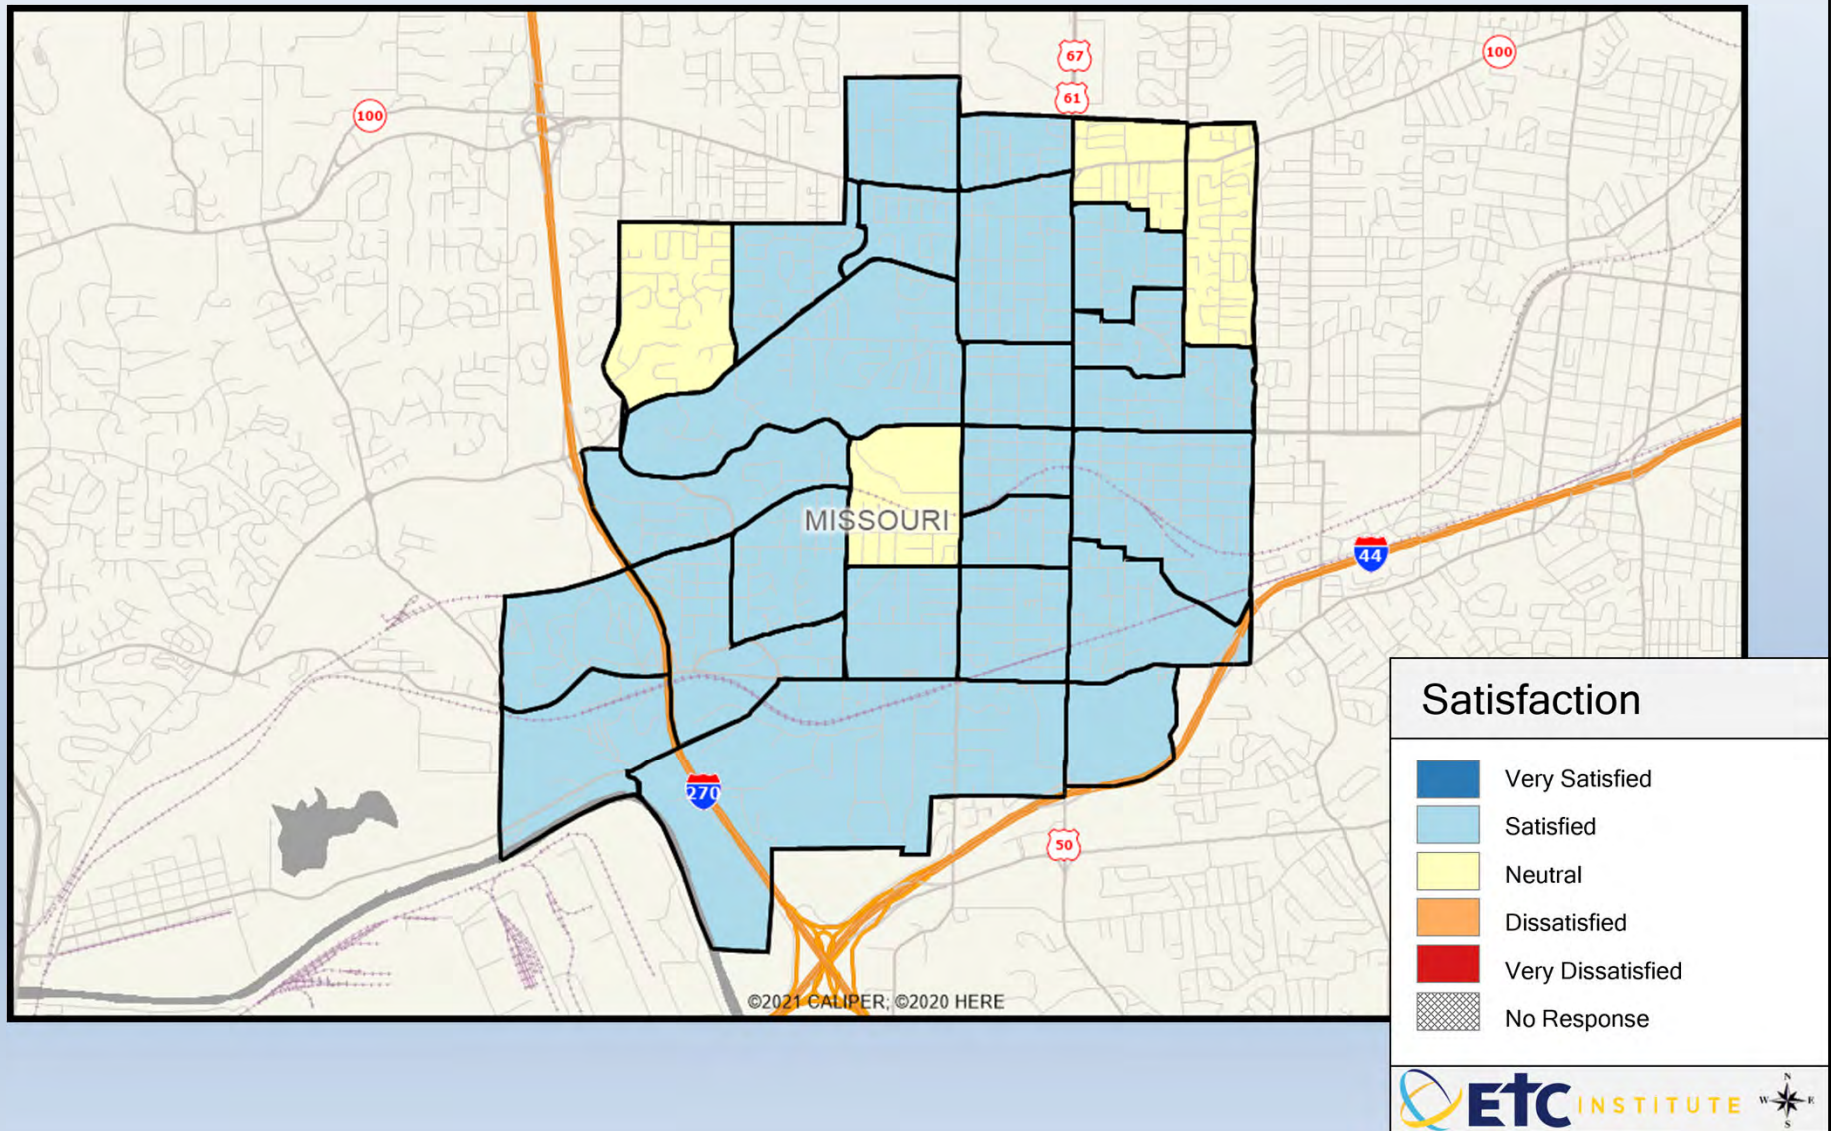 67
100
61
100
MISSOURI
44
270
50
©2021 CALIPER; ©2020 HERE
Satisfaction
Very Satisfied
Satisfied
Neutral
Dissatisfied
Very Dissatisfied
No Response
ETC INSTITUTE
N
W E
S